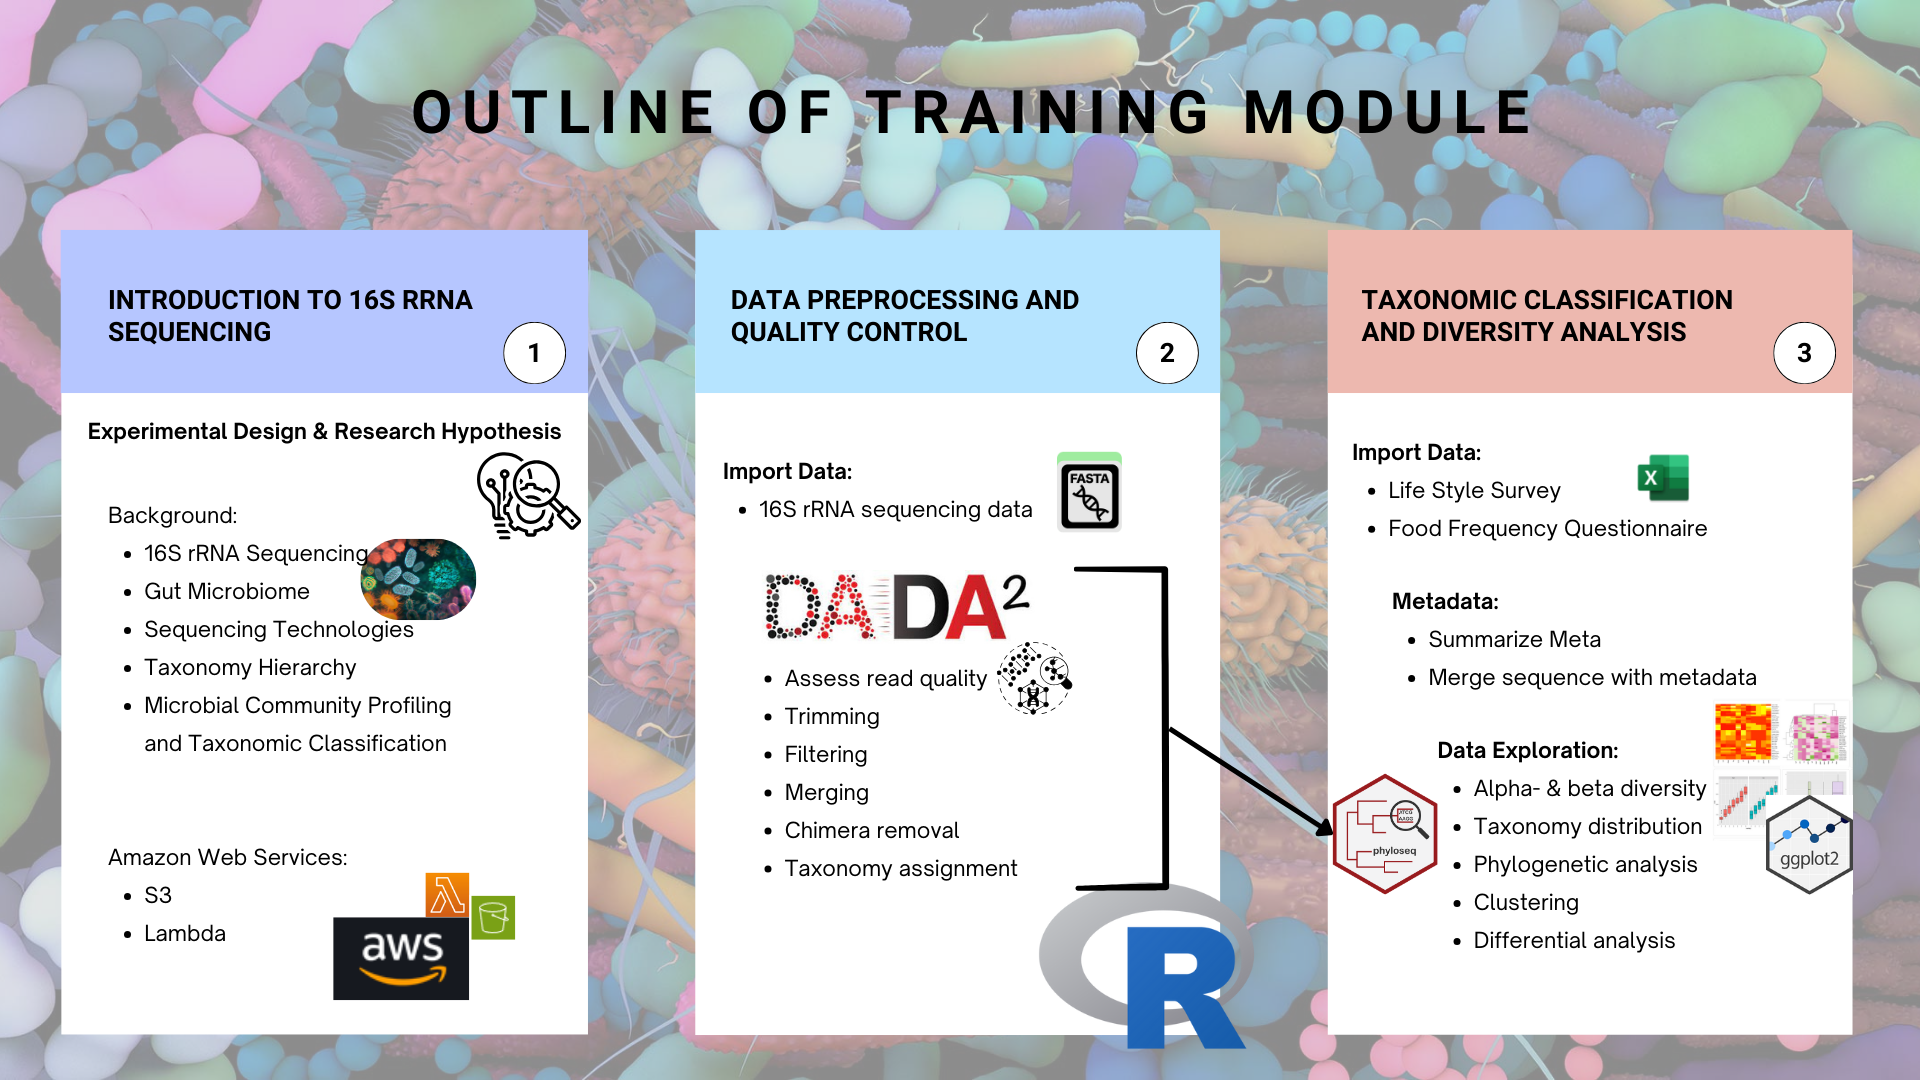 OUTLINE OF TRAINING MODULE
INTRODUCTION TO 16S RRNA
SEQUENCING
1
Experimental Design & Research Hypothesis
Background:
• 16S rRNA Sequencing
• Gut Microbiome
• Sequencing Technologies
• Taxonomy Hierarchy
• Microbial Community Profiling
and Taxonomic Classification
Amazon Web Services:
• S3
• Lambda
aws
DATA PREPROCESSING AND
QUALITY CONTROL
2
Import Data:
• 16S rRNA sequencing data
FASTA
DADA2
• Assess read quality
• Trimming
• Filtering
• Merging
• Chimera removal
• Taxonomy assignment
R
TAXONOMIC CLASSIFICATION
AND DIVERSITY ANALYSIS
3
Import Data:
• Life Style Survey
• Food Frequency Questionnaire
X
Metadata:
• Summarize Meta
• Merge sequence with metadata
Data Exploration:
• Alpha- & beta diversity
• Taxonomy distribution
• Phylogenetic analysis
• Clustering
• Differential analysis
phyloseq
ggplot2